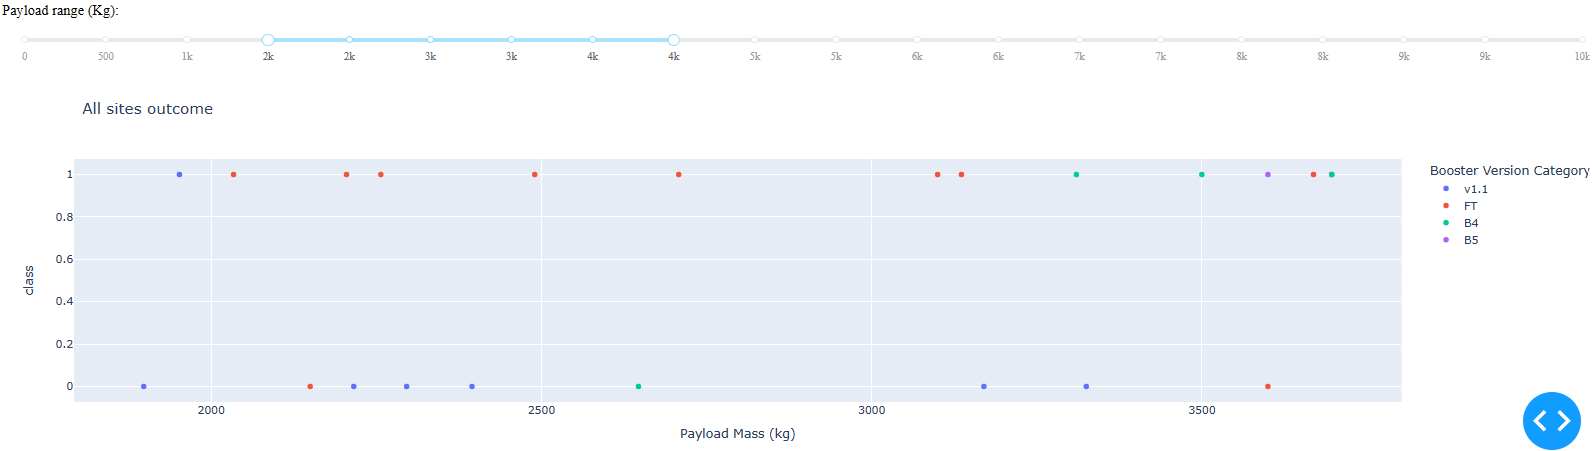 Payload range (Kg):
0 500 1k 2k 2k 3k 3k 4k 4k 5k 5k 6k 6k 7k 7k 8k 8k 9k 9k 10k
All sites outcome
Booster Version Category
v1.1
FT
B4
B5
class
1
0.8
0.6
0.4
0.2
0
2000 2500 3000 3500
Payload Mass (kg)